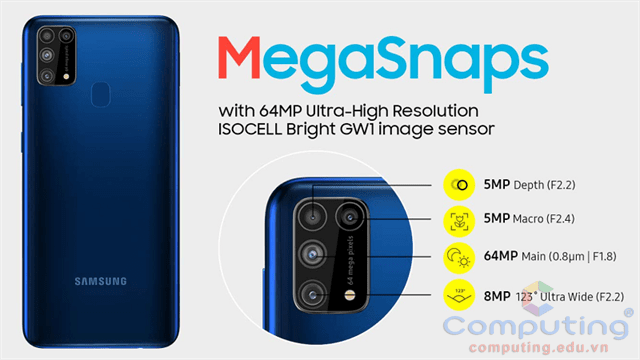 MegaSnaps
with 64MP Ultra-High Resolution
ISOCELL Bright GW1 image sensor
5MP Depth (F2.2)
5MP Macro (F2.4)
64MP Main (0.8μm | F1.8)
123°
8MP 123° Ultra Wide (F2.2)
64 mega pixels
SAMSUNG
Computing
computing.edu.vn